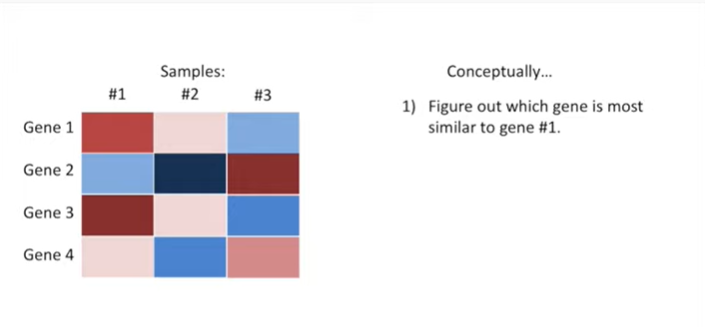 Samples:
#1 #2 #3
Gene 1
Gene 2
Gene 3
Gene 4
Conceptually...
1) Figure out which gene is most
similar to gene #1.